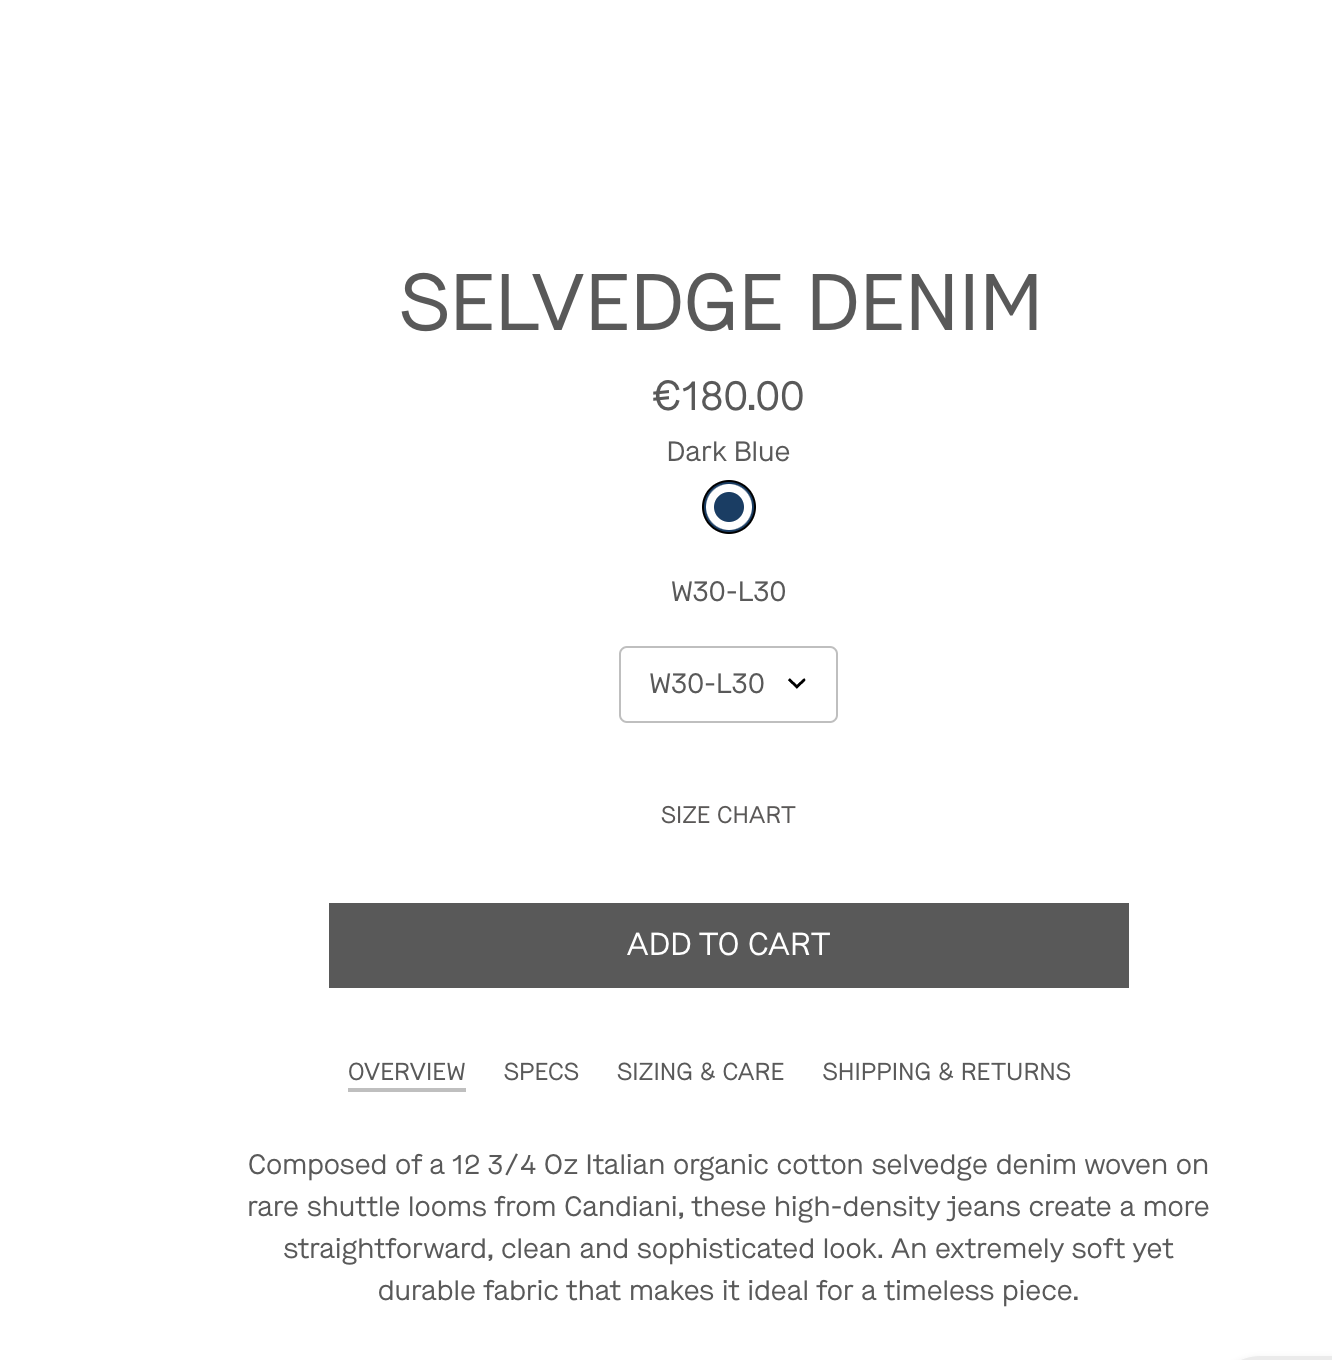 SELVEDGE DENIM
€180.00
Dark Blue
W30-L30
W30-L30
SIZE CHART
ADD TO CART
OVERVIEW SPECS SIZING & CARE SHIPPING & RETURNS
Composed of a 12 3/4 Oz Italian organic cotton selvedge denim woven on
rare shuttle looms from Candiani, these high-density jeans create a more
straightforward, clean and sophisticated look. An extremely soft yet
durable fabric that makes it ideal for a timeless piece.